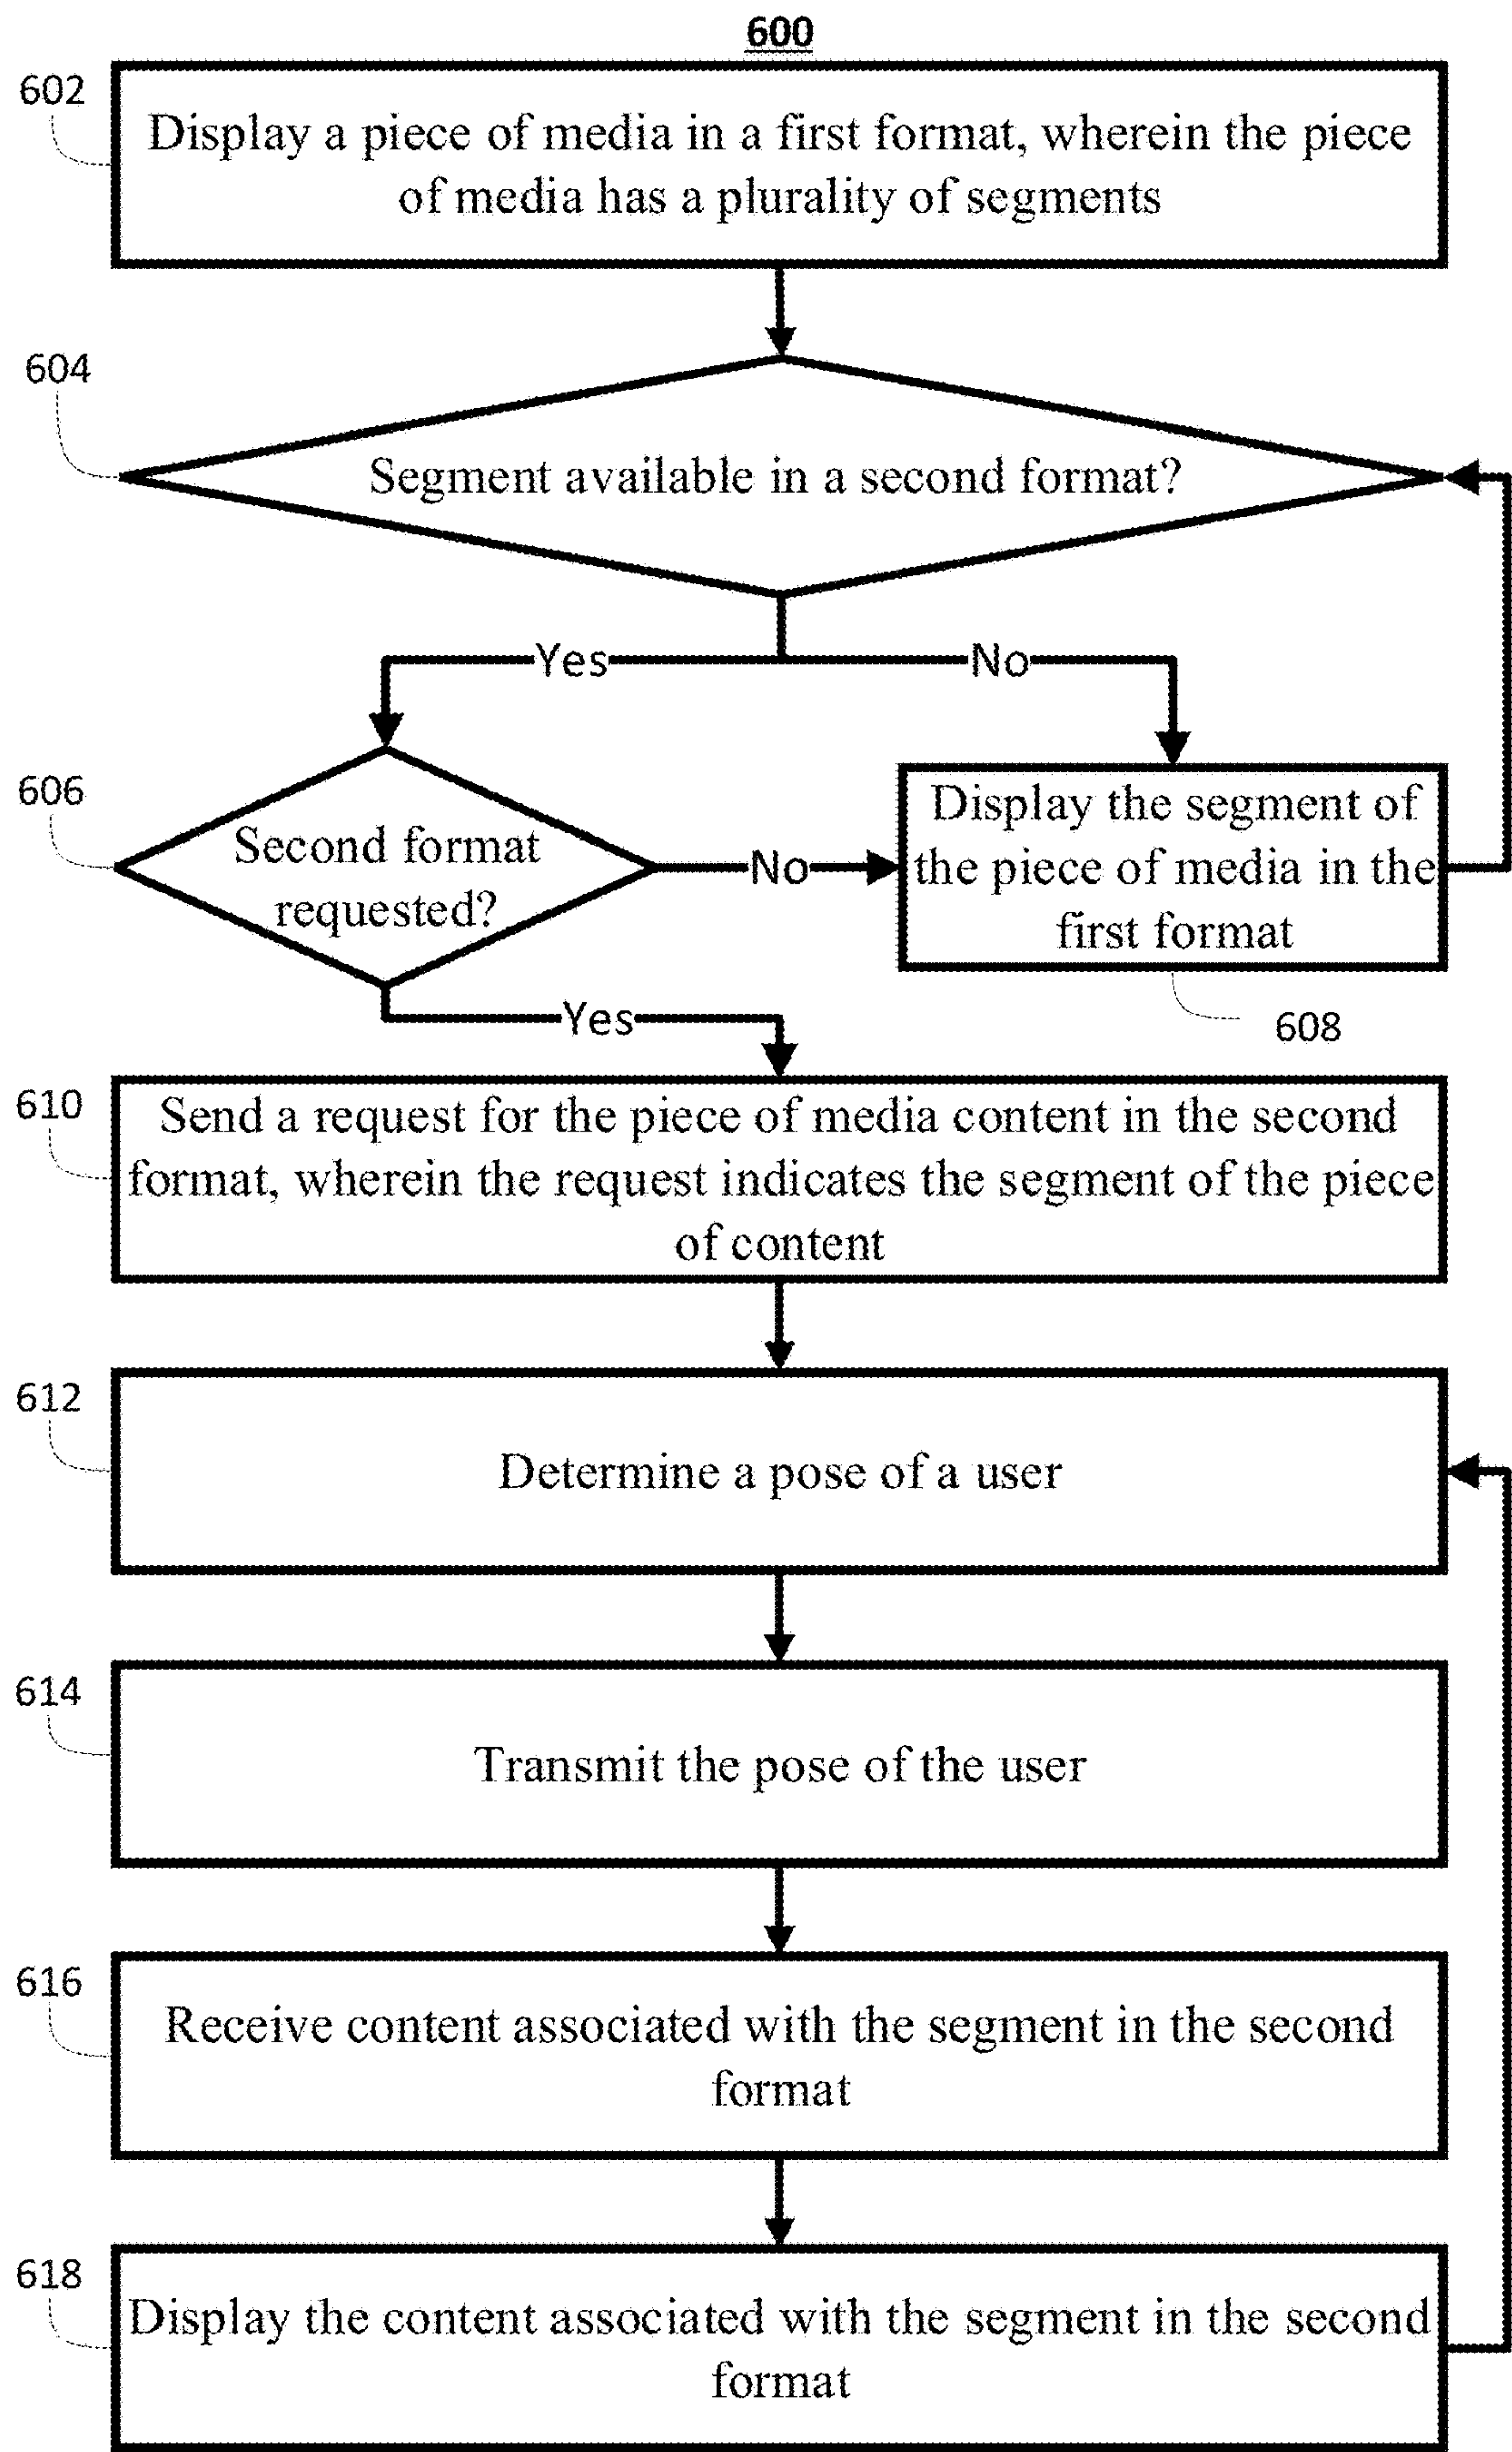 600
602
Display a piece of media in a first format, wherein the piece
of media has a plurality of segments
604
Segment available in a second format?
Yes
No
606
Second format
requested?
No
Display the segment of
the piece of media in the
first format
608
Yes
610
Send a request for the piece of media content in the second
format, wherein the request indicates the segment of the piece
of content
612
Determine a pose of a user
614
Transmit the pose of the user
616
Receive content associated with the segment in the second
format
618
Display the content associated with the segment in the second
format